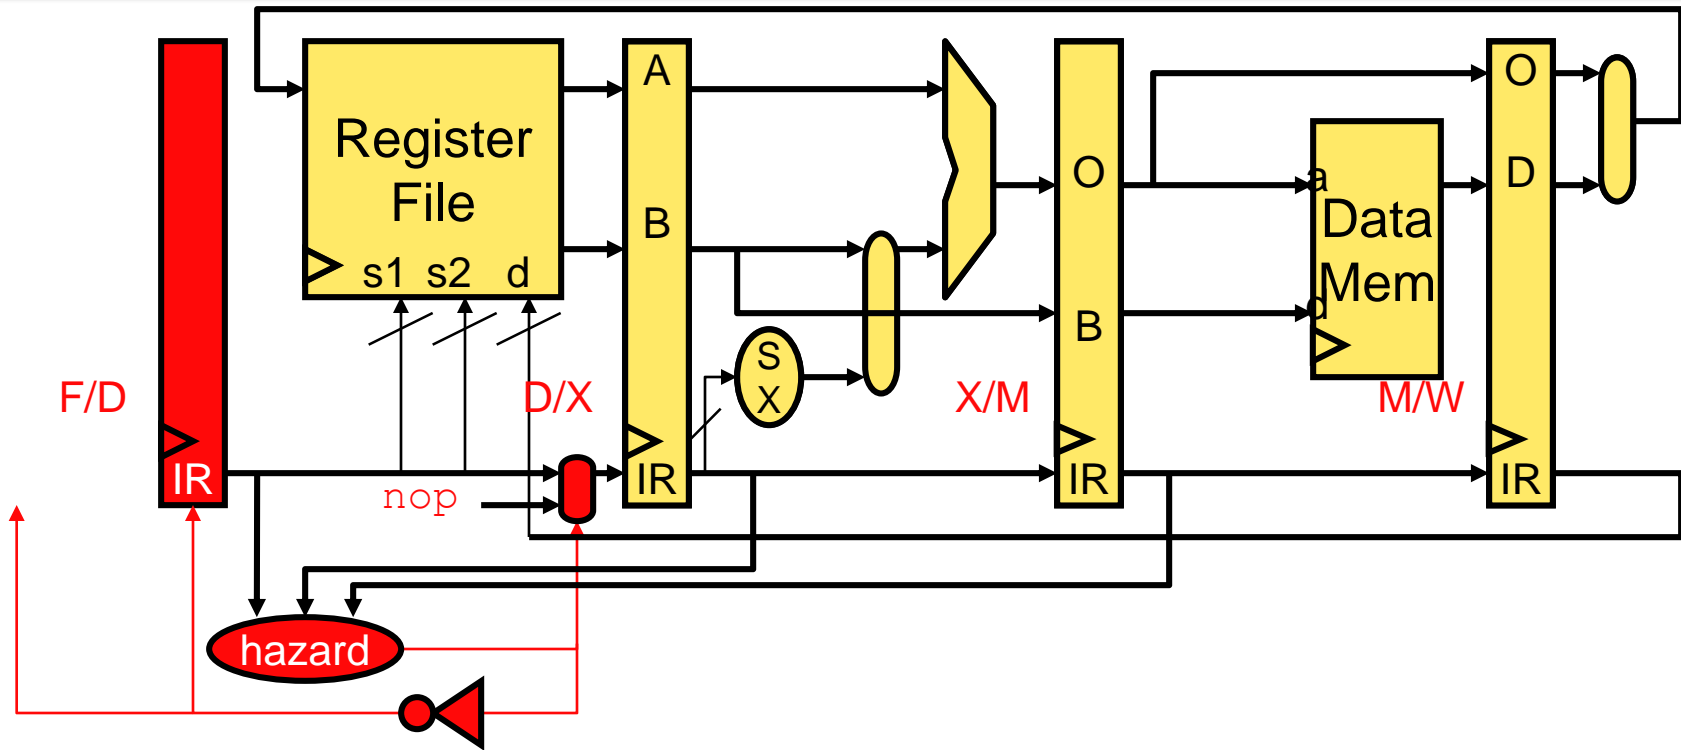 Register
File
s1 s2 d
A
B
S
X
O
B
a
Data
Mem
d
O
D
F/D
D/X
X/M
M/W
IR
nop
IR
IR
IR
hazard